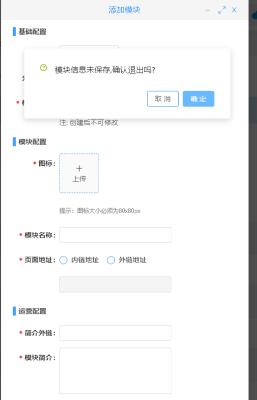 添加模块
基础配置
模块信息未保存,确认退出吗?
取消
确定
注: 创建后不可修改
模块配置
* 图标:
+
上传
提示：图标大小必须为80x80px
* 模块名称:
* 页面地址:
内链地址
外链地址
运营配置
* 简介外链:
* 模块简介: